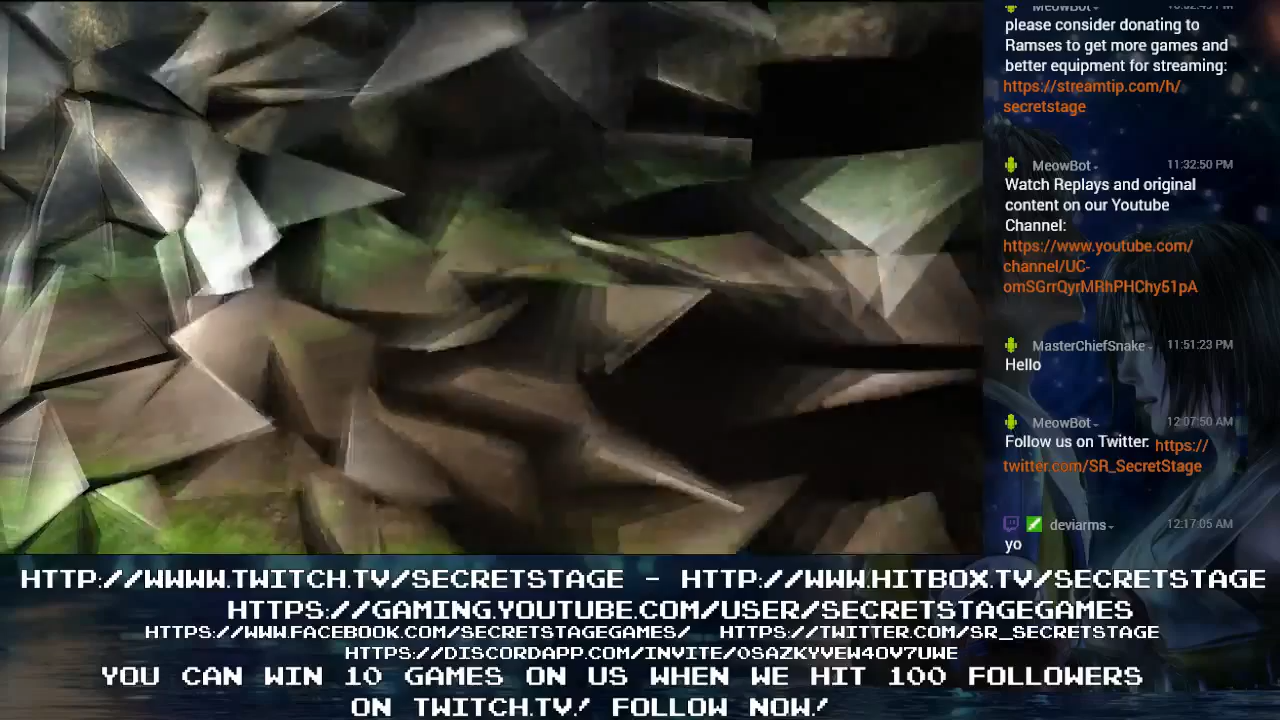 MeowBot
please consider donating to
Ramses to get more games and
better equipment for streaming:
https://streamtip.com/h/
secretstage
MeowBot 11:32:50 PM
Watch Replays and original
content on our Youtube
Channel:
https://www.youtube.com/
channel/UC-
omSGrrQyrMRhPHChy51pA
MasterChiefSnake 11:51:23 PM
Hello
MeowBot 12:07:50 AM
Follow us on Twitter: https://
twitter.com/SR_SecretStage
deviarms 12:17:05 AM
yo
HTTP://WWWW.TWITCH.TV/SECRETSTAGE - HTTP://WWW.HITBOX.TV/SECRETSTAGE
HTTPS://GAMING.YOUTUBE.COM/USER/SECRETSTAGEGAMES
HTTPS://WWW.FACEBOOK.COM/SECRETSTAGEGAMES/ HTTPS://TWITTER.COM/SR_SECRETSTAGE
HTTPS://DISCORDAPP.COM/INVITE/0SAZKYVEW4OV7UWE
YOU CAN WIN 10 GAMES ON US WHEN WE HIT 100 FOLLOWERS
ON TWITCH.TV! FOLLOW NOW!